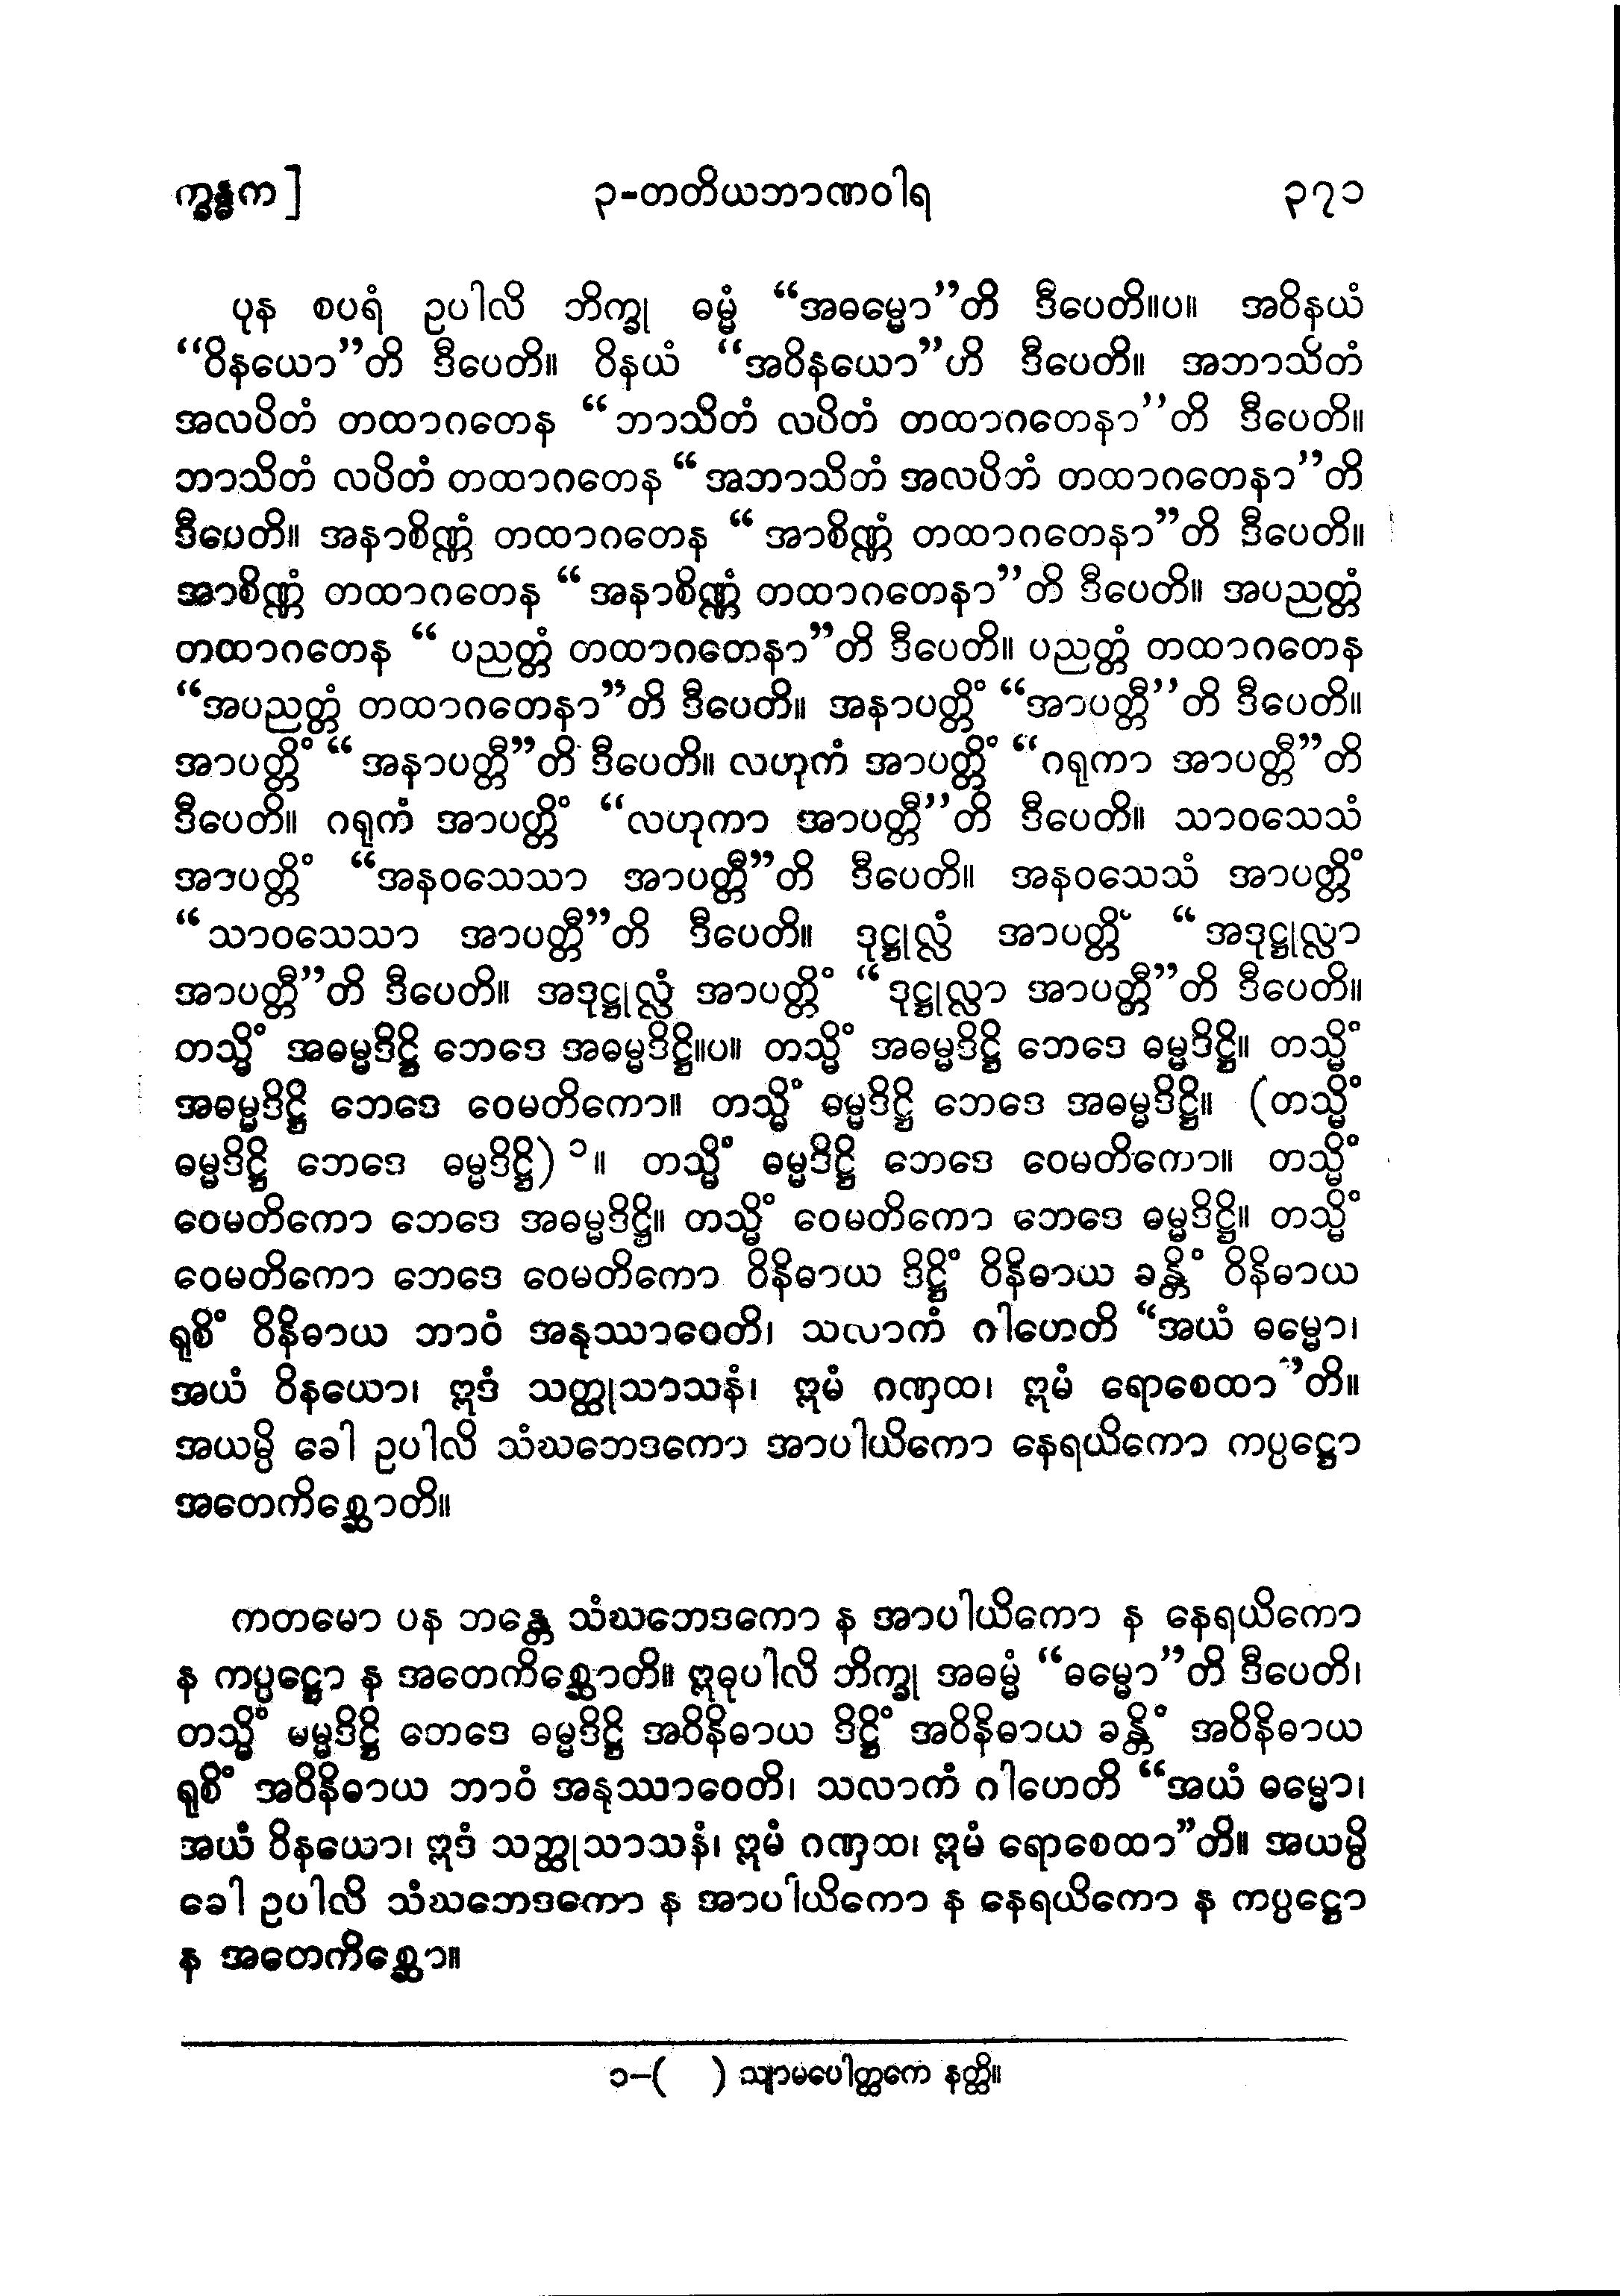 က္ခန္ဓက]
၃-တတိယဘာဏဝါရ
၃၇၁
ပုန စပရံ ဥပါလိ ဘိက္ခု ဓမ္မံ “အဓမ္မော”တိ ဒီပေတိ။ပ။ အဝိနယံ
“ဝိနယော”တိ ဒီပေတိ။ ဝိနယံ “အဝိနယော”ဟိ ဒီပေတိ။ အဘာသိတံ
အလပိတံ တထာဂတေန “ဘာသိတံ လပိတံ တထာဂတေနာ”တိ ဒီပေတိ။
ဘာသိတံ လပိတံ တထာဂတေန “အဘာသိတံ အလပိဘံ တထာဂတေနာ”တိ
ဒီပေတိ။ အနာစိဏ္ဏံ တထာဂတေန “အာစိဏ္ဏံ တထာဂတေနာ”တိ ဒီပေတိ။
အာစိဏ္ဏံ တထာဂတေန “အနာစိဏ္ဏံ တထာဂတေနာ”တိ ဒီပေတိ။ အပညတ္တံ
တထာဂတေန “ပညတ္တံ တထာဂတေနာ”တိ ဒီပေတိ။ ပညတ္တံ တထာဂတေန
“အပညတ္တံ တထာဂတေနာ”တိ ဒီပေတိ။ အနာပတ္တိံ “အာပတ္တီ”တိ ဒီပေတိ။
အာပတ္တိံ “အနာပတ္တီ”တိ ဒီပေတိ။ လဟုကံ အာပတ္တိံ “ဂရုကာ အာပတ္တီ”တိ
ဒီပေတိ။ ဂရုကံ အာပတ္တိံ “လဟုကာ အာပတ္တီ”တိ ဒီပေတိ။ သာဝသေသံ
အာပတ္တိံ “အနဝသေသာ အာပတ္တီ”တိ ဒီပေတိ။ အနဝသေသံ အာပတ္တိံ
“သာဝသေသာ အာပတ္တီ”တိ ဒီပေတိ။ ဒုဋ္ဌုလ္လံ အာပတ္တိံ “အဒုဋ္ဌုလ္လာ
အာပတ္တီ”တိ ဒီပေတိ။ အဒုဋ္ဌုလ္လံ အာပတ္တိံ “ဒုဋ္ဌုလ္လာ အာပတ္တီ”တိ ဒီပေတိ။
တသ္မိံ အဓမ္မဒိဋ္ဌိ ဘေဒေ အဓမ္မဒိဋ္ဌိ။ပ။ တသ္မိံ အဓမ္မဒိဋ္ဌိ ဘေဒေ ဓမ္မဒိဋ္ဌိ။ တသ္မိံ
အဓမ္မဒိဋ္ဌိ ဘေဒေ ဝေမတိကော။ တသ္မိံ ဓမ္မဒိဋ္ဌိ ဘေဒေ အဓမ္မဒိဋ္ဌိ။ (တသ္မိံ
ဓမ္မဒိဋ္ဌိ ဘေဒေ ဓမ္မဒိဋ္ဌိ) ၁။ တသ္မိံ ဓမ္မဒိဋ္ဌိ ဘေဒေ ဝေမတိကော။ တသ္မိံ
ဝေမတိကော ဘေဒေ အဓမ္မဒိဋ္ဌိ။ တသ္မိံ ဝေမတိကော ဘေဒေ ဓမ္မဒိဋ္ဌိ။ တသ္မိံ
ဝေမတိကော ဘေဒေ ဝေမတိကော ဝိနိဓာယ ဒိဋ္ဌိံ ဝိနိဓာယ ခန္တိံ ဝိနိဓာယ
ရုစိံ ဝိနိဓာယ ဘာဝံ အနုဿာဝေတိ၊ သလာကံ ဂါဟေတိ “အယံ ဓမ္မော၊
အယံ ဝိနယော၊ ဣဒံ သတ္ထုသာသနံ၊ ဣမံ ဂဏှထ၊ ဣမံ ရောစေထာ”တိ။
အယမ္ပိ ခေါ ဥပါလိ သံဃဘေဒကော အာပါယိကော နေရယိကော ကပ္ပဋ္ဌော
အတေကိစ္ဆောတိ။
ကတမော ပန ဘန္တေ သံဃဘေဒကော န အာပါယိကော န နေရယိကော
န ကပ္ပဋ္ဌော န အတေကိစ္ဆောတိ။ ဣဓုပါလိ ဘိက္ခု အဓမ္မံ “ဓမ္မော”တိ ဒီပေတိ၊
တသ္မိံ မမ္မဒိဋ္ဌိ ဘေဒေ ဓမ္မဒိဋ္ဌိ အဝိနိဓာယ ဒိဋ္ဌိံ အဝိနိဓာယ ခန္တိံ အဝိနိဓာယ
ရုစိံ အဝိနိဓာယ ဘာဝံ အနုဿာဝေတိ၊ သလာကံ ဂါဟေတိ “အယံ ဓမ္မော၊
အယံ ဝိနယော၊ ဣဒံ သတ္ထုသာသနံ၊ ဣမံ ဂဏှထ၊ ဣမံ ရောစေထာ”တိ။ အယမ္ပိ
ခေါ ဥပါလိ သံဃဘေဒကော န အာပါယိကော န နေရယိကော န ကပ္ပဋ္ဌော
န အတေကိစ္ဆော။
၁-( ) သျာမပေါတ္ထကေ နတ္ထိ။